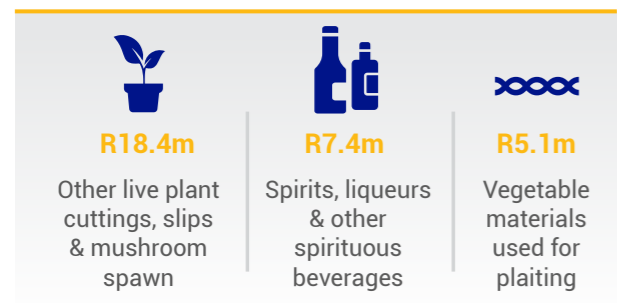 R18.4m
Other live plant
cuttings, slips
& mushroom
spawn
R7.4m
Spirits, liqueurs
& other
spirituous
beverages
R5.1m
Vegetable
materials
used for
plaiting